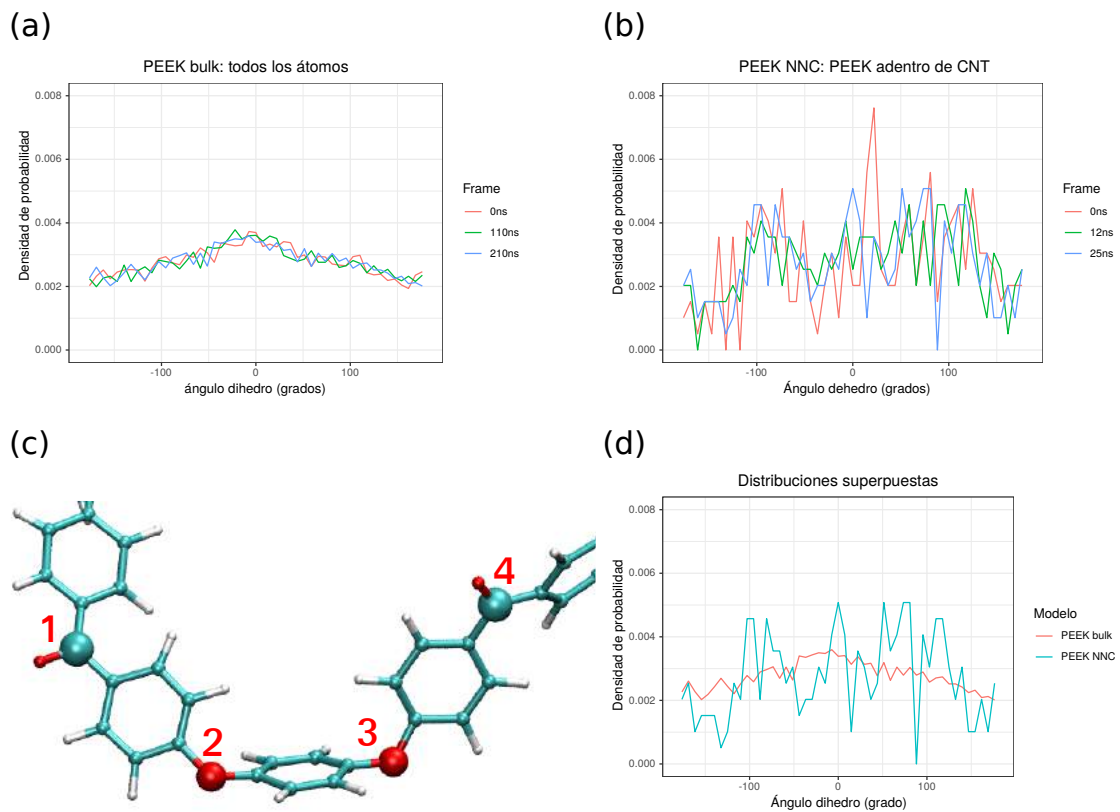 (a)
PEEK bulk: todos los átomos
Densidad de probabilidad
0.008
0.006
0.004
0.002
0.000
-100
0
100
ángulo dihedro (grados)
Frame
0ns
110ns
210ns
(b)
PEEK NNC: PEEK adentro de CNT
Densidad de probabilidad
0.008
0.006
0.004
0.002
0.000
-100
0
100
Ángulo dehedro (grados)
Frame
0ns
12ns
25ns
(c)
1
2
3
4
(d)
Distribuciones superpuestas
Densidad de probabilidad
0.008
0.006
0.004
0.002
0.000
-100
0
100
Ángulo dihedro (grado)
Modelo
PEEK bulk
PEEK NNC